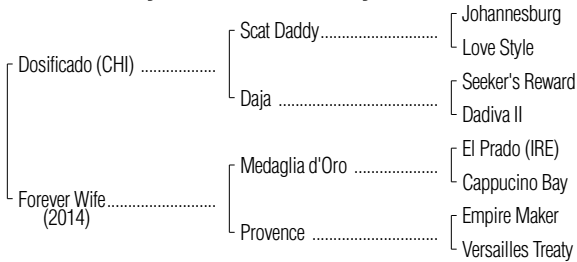 Johannesburg
Scat Daddy
Love Style
Dosificado (CHI)
Seeker's Reward
Daja
Dadiva II
El Prado (IRE)
Medaglia d'Oro
Cappucino Bay
Forever Wife
(2014)
Empire Maker
Provence
Versailles Treaty